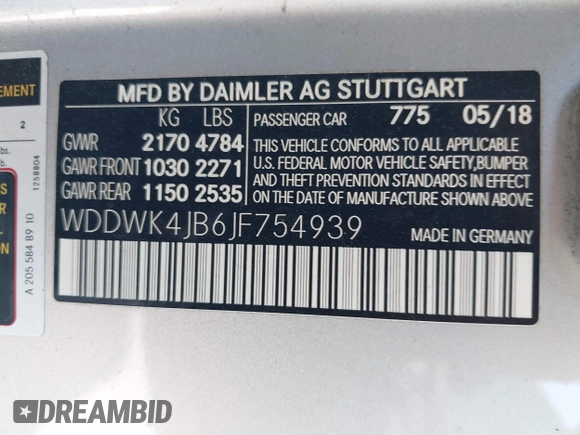 MFD BY DAIMLER AG STUTTGART
KG LBS
PASSENGER CAR 775 05/18
GVWR 2170 4784
GAWR FRONT 1030 2271
GAWR REAR 1150 2535
THIS VEHICLE CONFORMS TO ALL APPLICABLE
U.S. FEDERAL MOTOR VEHICLE SAFETY,BUMPER
AND THEFT PREVENTION STANDARDS IN EFFECT
ON THE DATE OF MANUFACTURE SHOWN ABOVE.
WDDWK4JB6JF754939
MADE IN GERMANY
EMENT
2
lbs.
1258804
A 205 584 89 10
DREAMBID